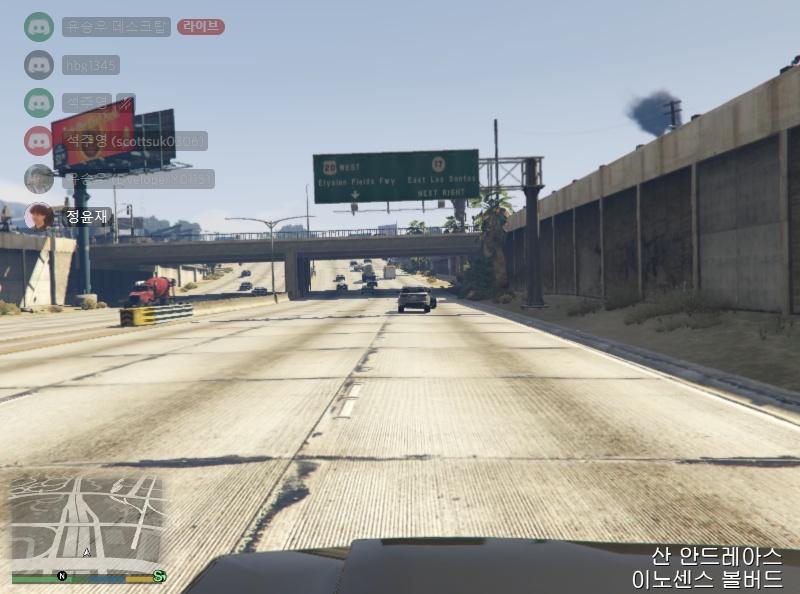 유승우 데스크탑 라이브
hbg1345
석주영
석주영 (scottsuk0306)
정윤재
20 WEST
Elysian Fields Fwy
17
East Los Santos
NEXT RIGHT
N
산 안드레아스
이노센스 불버드